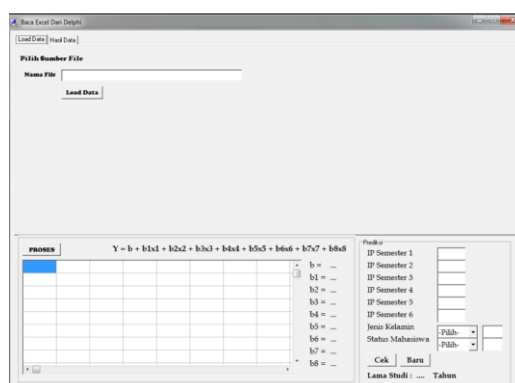 Baca Excel Dari Delphi
Load Data Hasil Data
Pilih Sumber File
Nama File
Load Data
PROSES
Y = b + b1x1 + b2x2 + b3x3 + b4x4 + b5x5 + b6x6 + b7x7 + b8x8
b = ...
b1 = ...
b2 = ...
b3 = ...
b4 = ...
b5 = ...
b6 = ...
b7 = ...
b8 = ...
Prediksi
IP Semester 1
IP Semester 2
IP Semester 3
IP Semester 4
IP Semester 5
IP Semester 6
Jenis Kelamin -Pilih-
Status Mahasiswa -Pilih-
Cek Baru
Lama Studi : .... Tahun